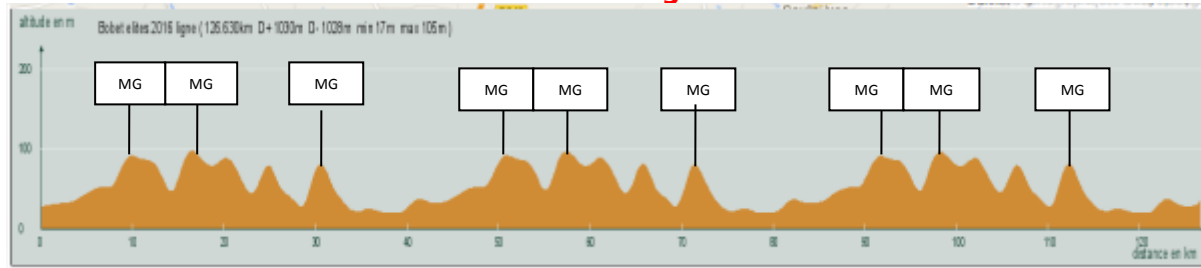 altitude en m
Bobet elites 2016 ligne ( 126.630km D+ 1030m D- 1028m min 17m max 105m )
200
MG MG MG MG MG MG MG MG MG
100
0
0 10 20 30 40 50 60 70 80 90 100 110 120
distance en km